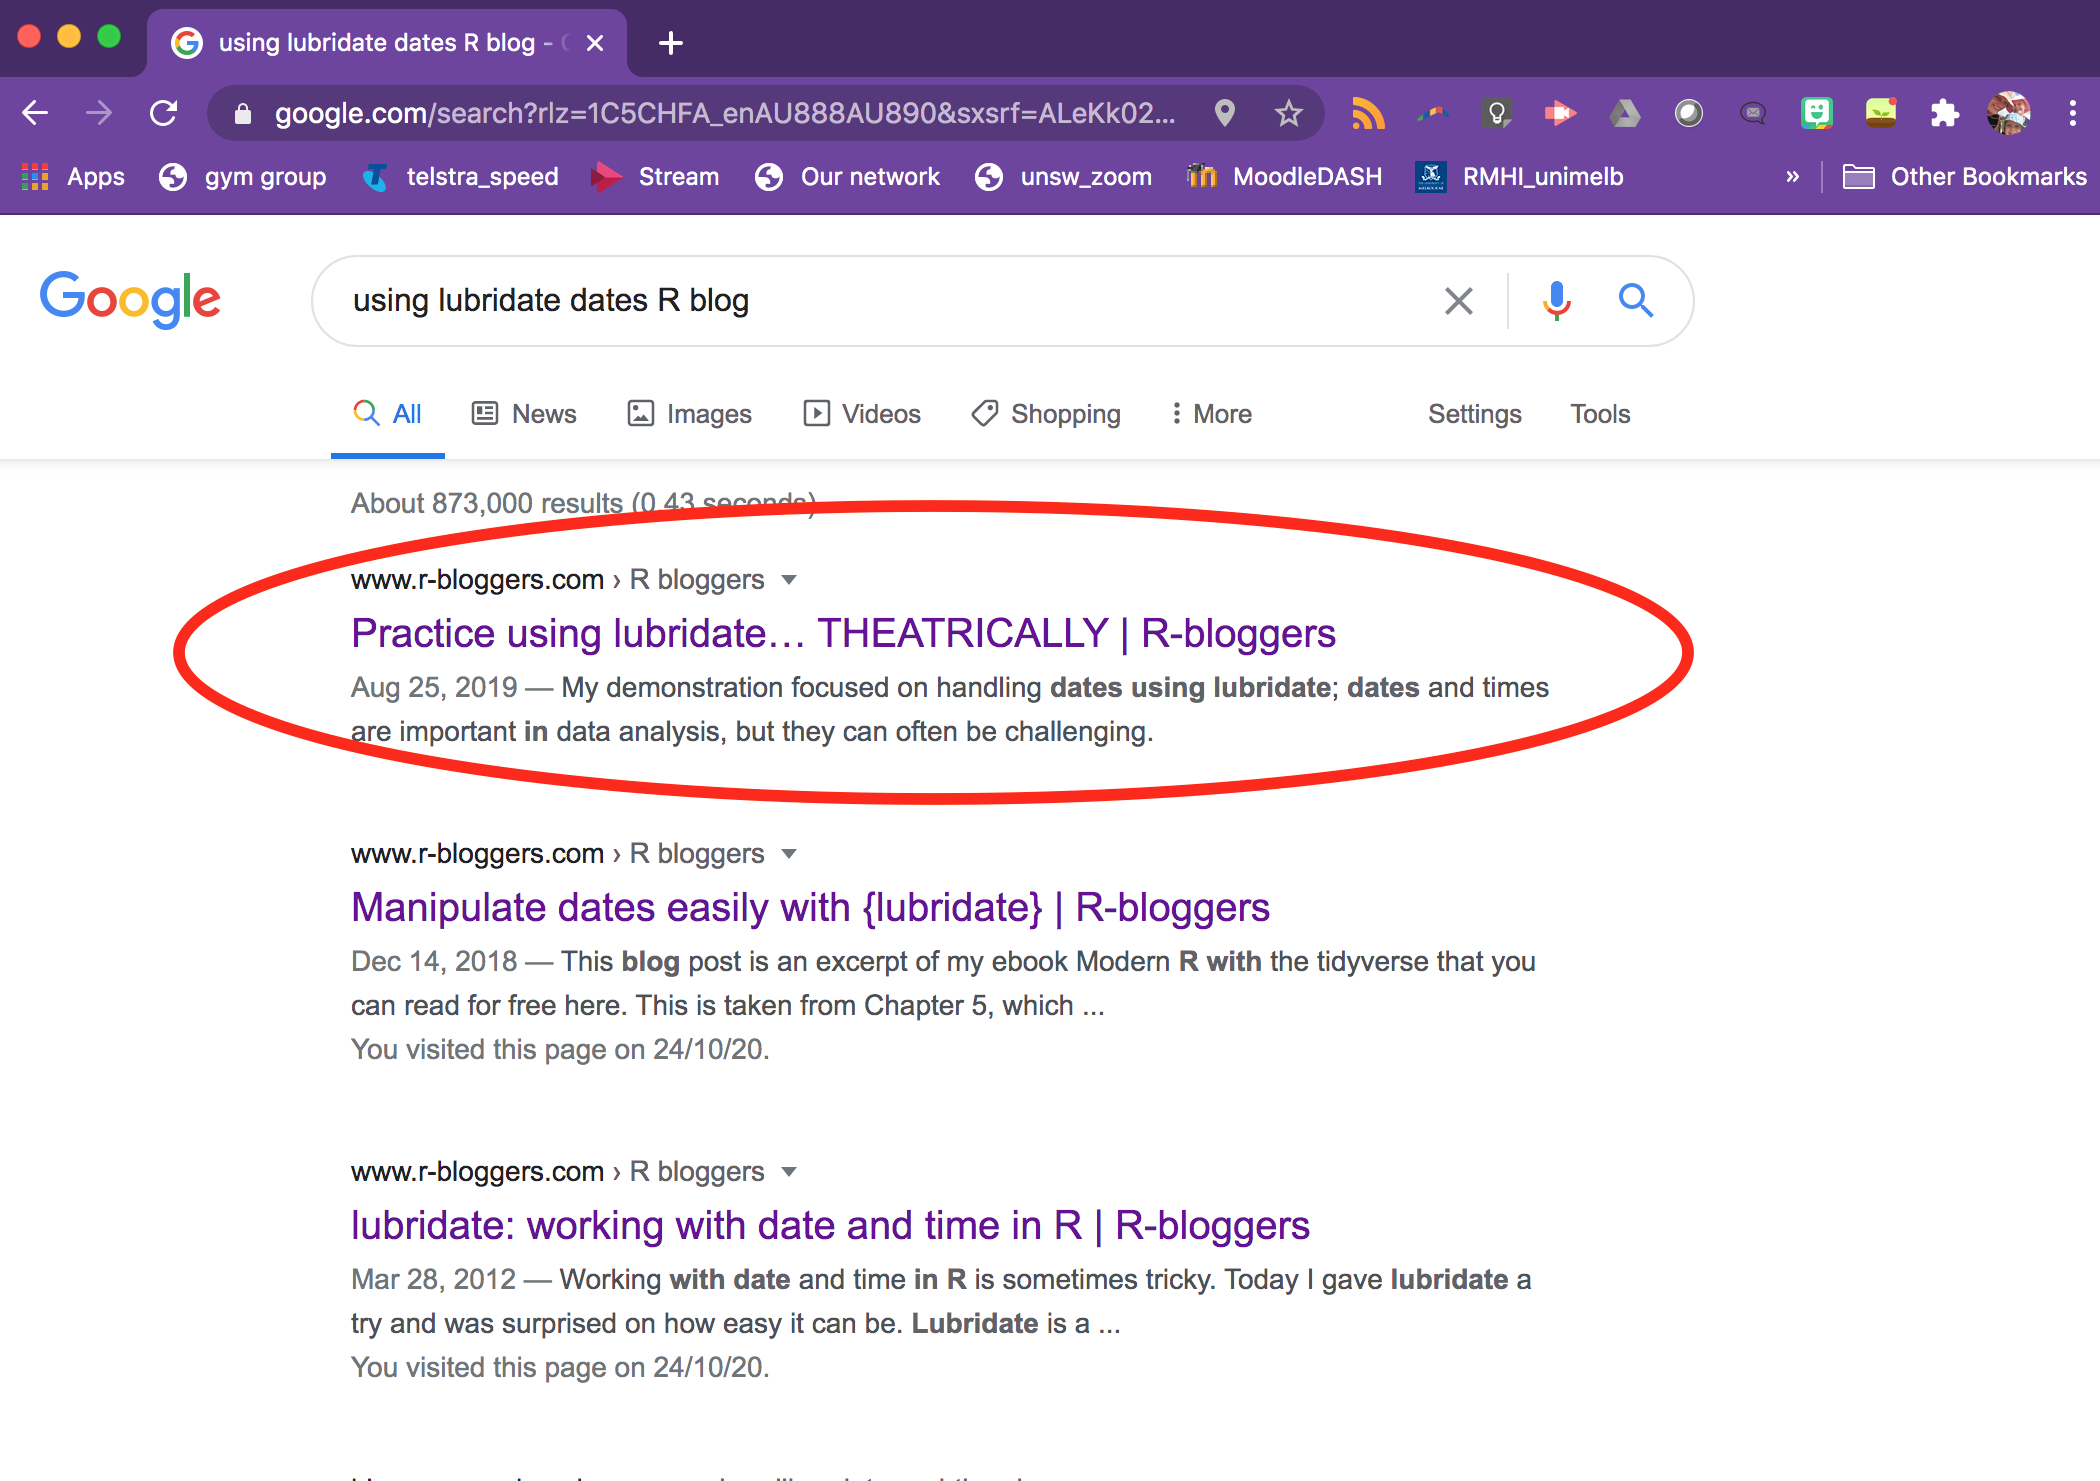 using lubridate dates R blog -
google.com/search?rlz=1C5CHFA_enAU888AU890&sxsrf=ALeKk02...
Apps gym group telstra_speed Stream Our network unsw_zoom MoodleDASH RMHI_unimelb » Other Bookmarks
Google
using lubridate dates R blog
All News Images Videos Shopping More Settings Tools
About 873,000 results (0.43 seconds)
www.r-bloggers.com › R bloggers
Practice using lubridate… THEATRICALLY | R-bloggers
Aug 25, 2019 — My demonstration focused on handling dates using lubridate; dates and times
are important in data analysis, but they can often be challenging.
www.r-bloggers.com › R bloggers
Manipulate dates easily with {lubridate} | R-bloggers
Dec 14, 2018 — This blog post is an excerpt of my ebook Modern R with the tidyverse that you
can read for free here. This is taken from Chapter 5, which ...
You visited this page on 24/10/20.
www.r-bloggers.com › R bloggers
lubridate: working with date and time in R | R-bloggers
Mar 28, 2012 — Working with date and time in R is sometimes tricky. Today I gave lubridate a
try and was surprised on how easy it can be. Lubridate is a ...
You visited this page on 24/10/20.